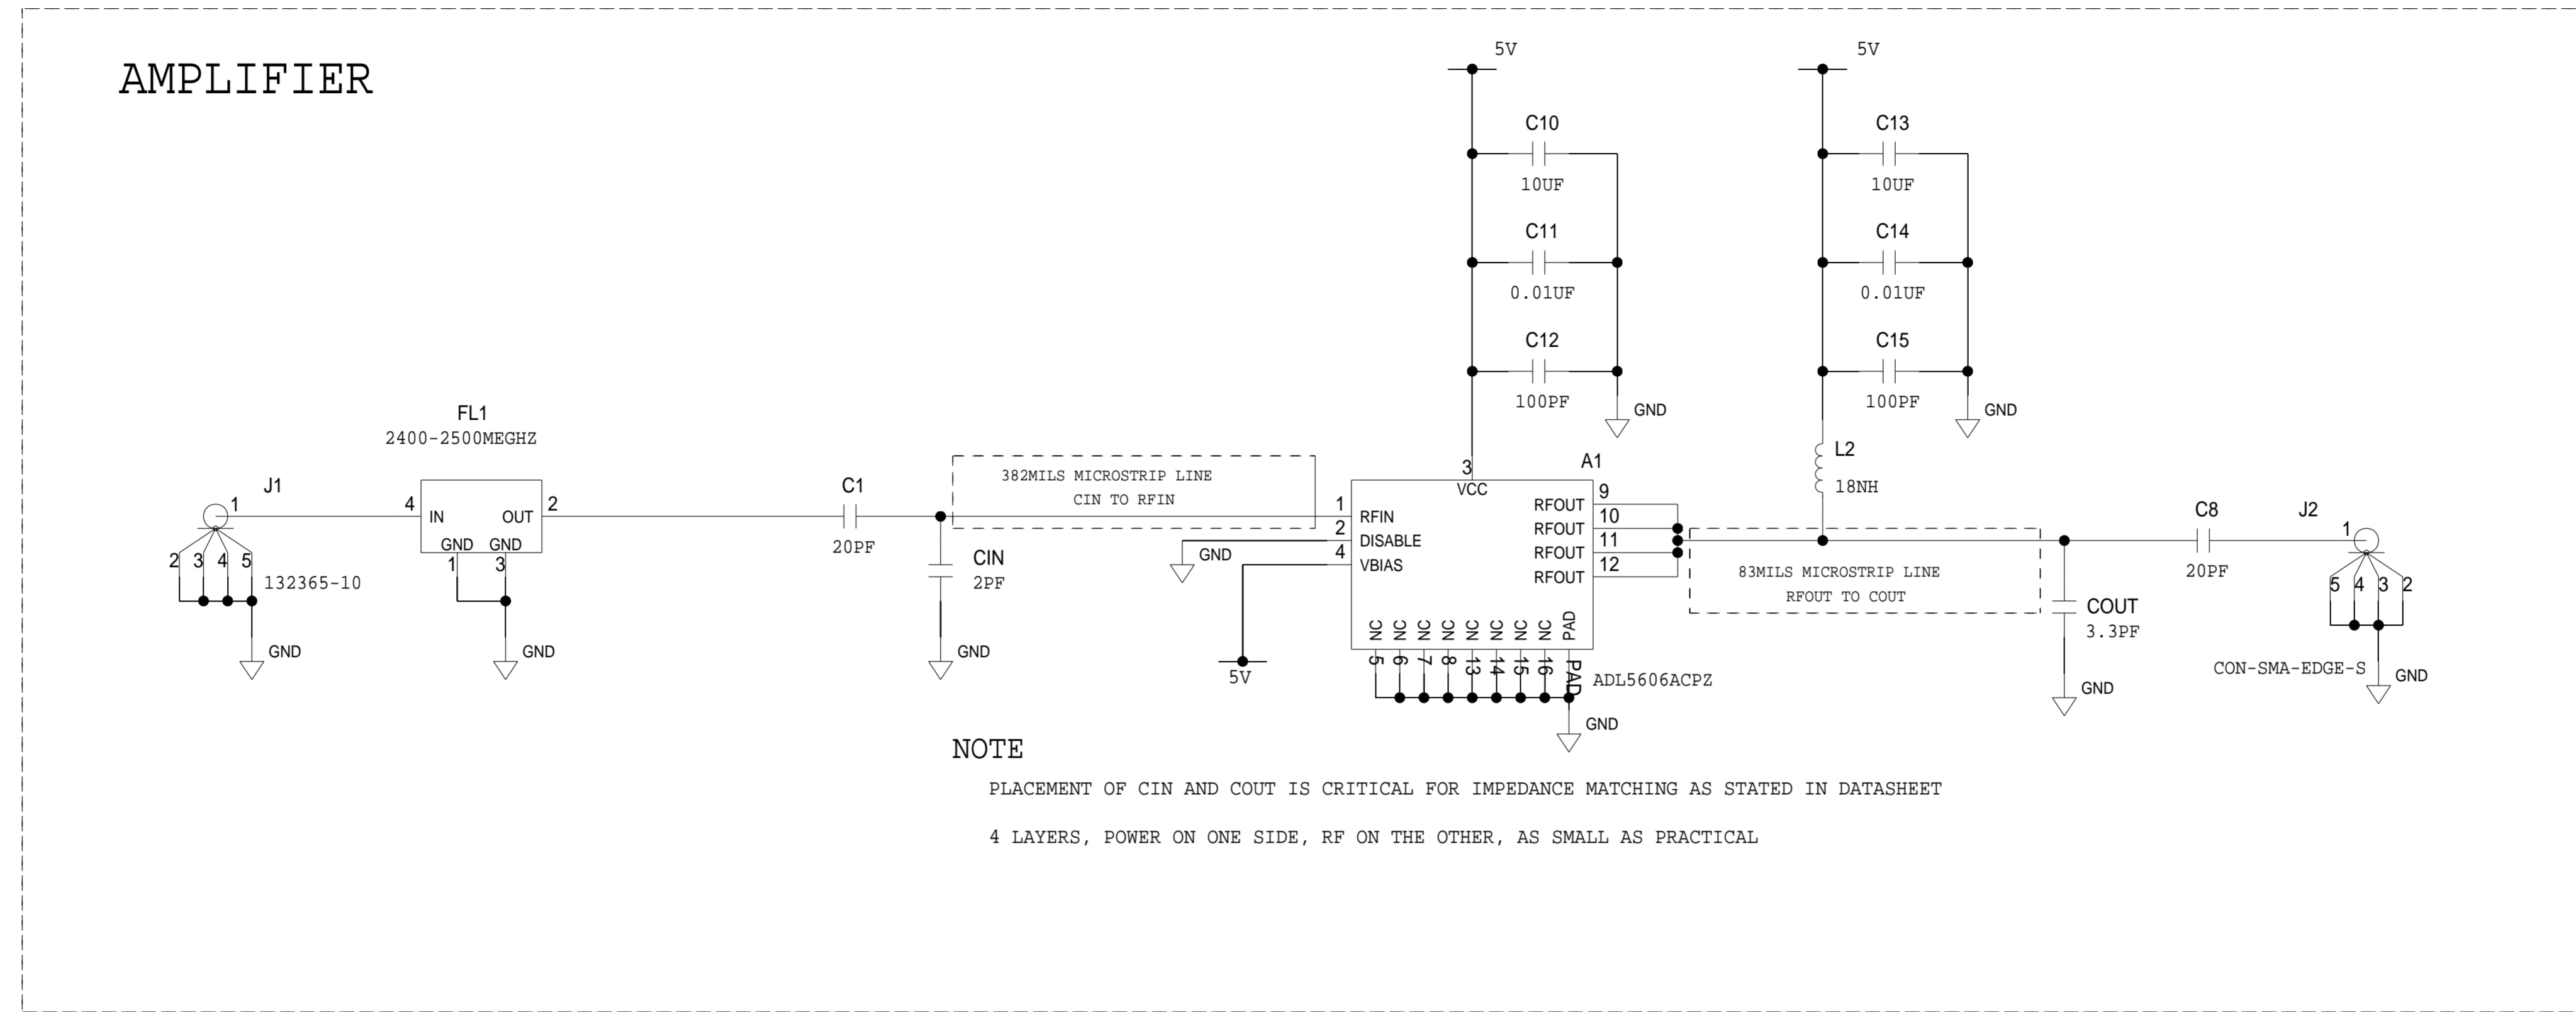 AMPLIFIER
5V
5V
C10
10UF
C11
0.01UF
C12
100PF
GND
C13
10UF
C14
0.01UF
C15
100PF
GND
L2
18NH
J1
1
2 3 4 5
132365-10
GND
FL1
2400-2500MEGHZ
4
IN
OUT
2
GND GND
1 3
GND
C1
20PF
CIN
2PF
GND
382MILS MICROSTRIP LINE
CIN TO RFIN
A1
3
VCC
1
RFIN
2
DISABLE
4
VBIAS
GND
5V
9
RFOUT
10
RFOUT
11
RFOUT
12
RFOUT
NC NC NC NC NC NC NC NC PAD
5 6 7 8 13 14 15 16 PAD
ADL5606ACPZ
GND
83MILS MICROSTRIP LINE
RFOUT TO COUT
COUT
3.3PF
GND
C8
20PF
J2
1
5 4 3 2
CON-SMA-EDGE-S
GND
NOTE
PLACEMENT OF CIN AND COUT IS CRITICAL FOR IMPEDANCE MATCHING AS STATED IN DATASHEET
4 LAYERS, POWER ON ONE SIDE, RF ON THE OTHER, AS SMALL AS PRACTICAL